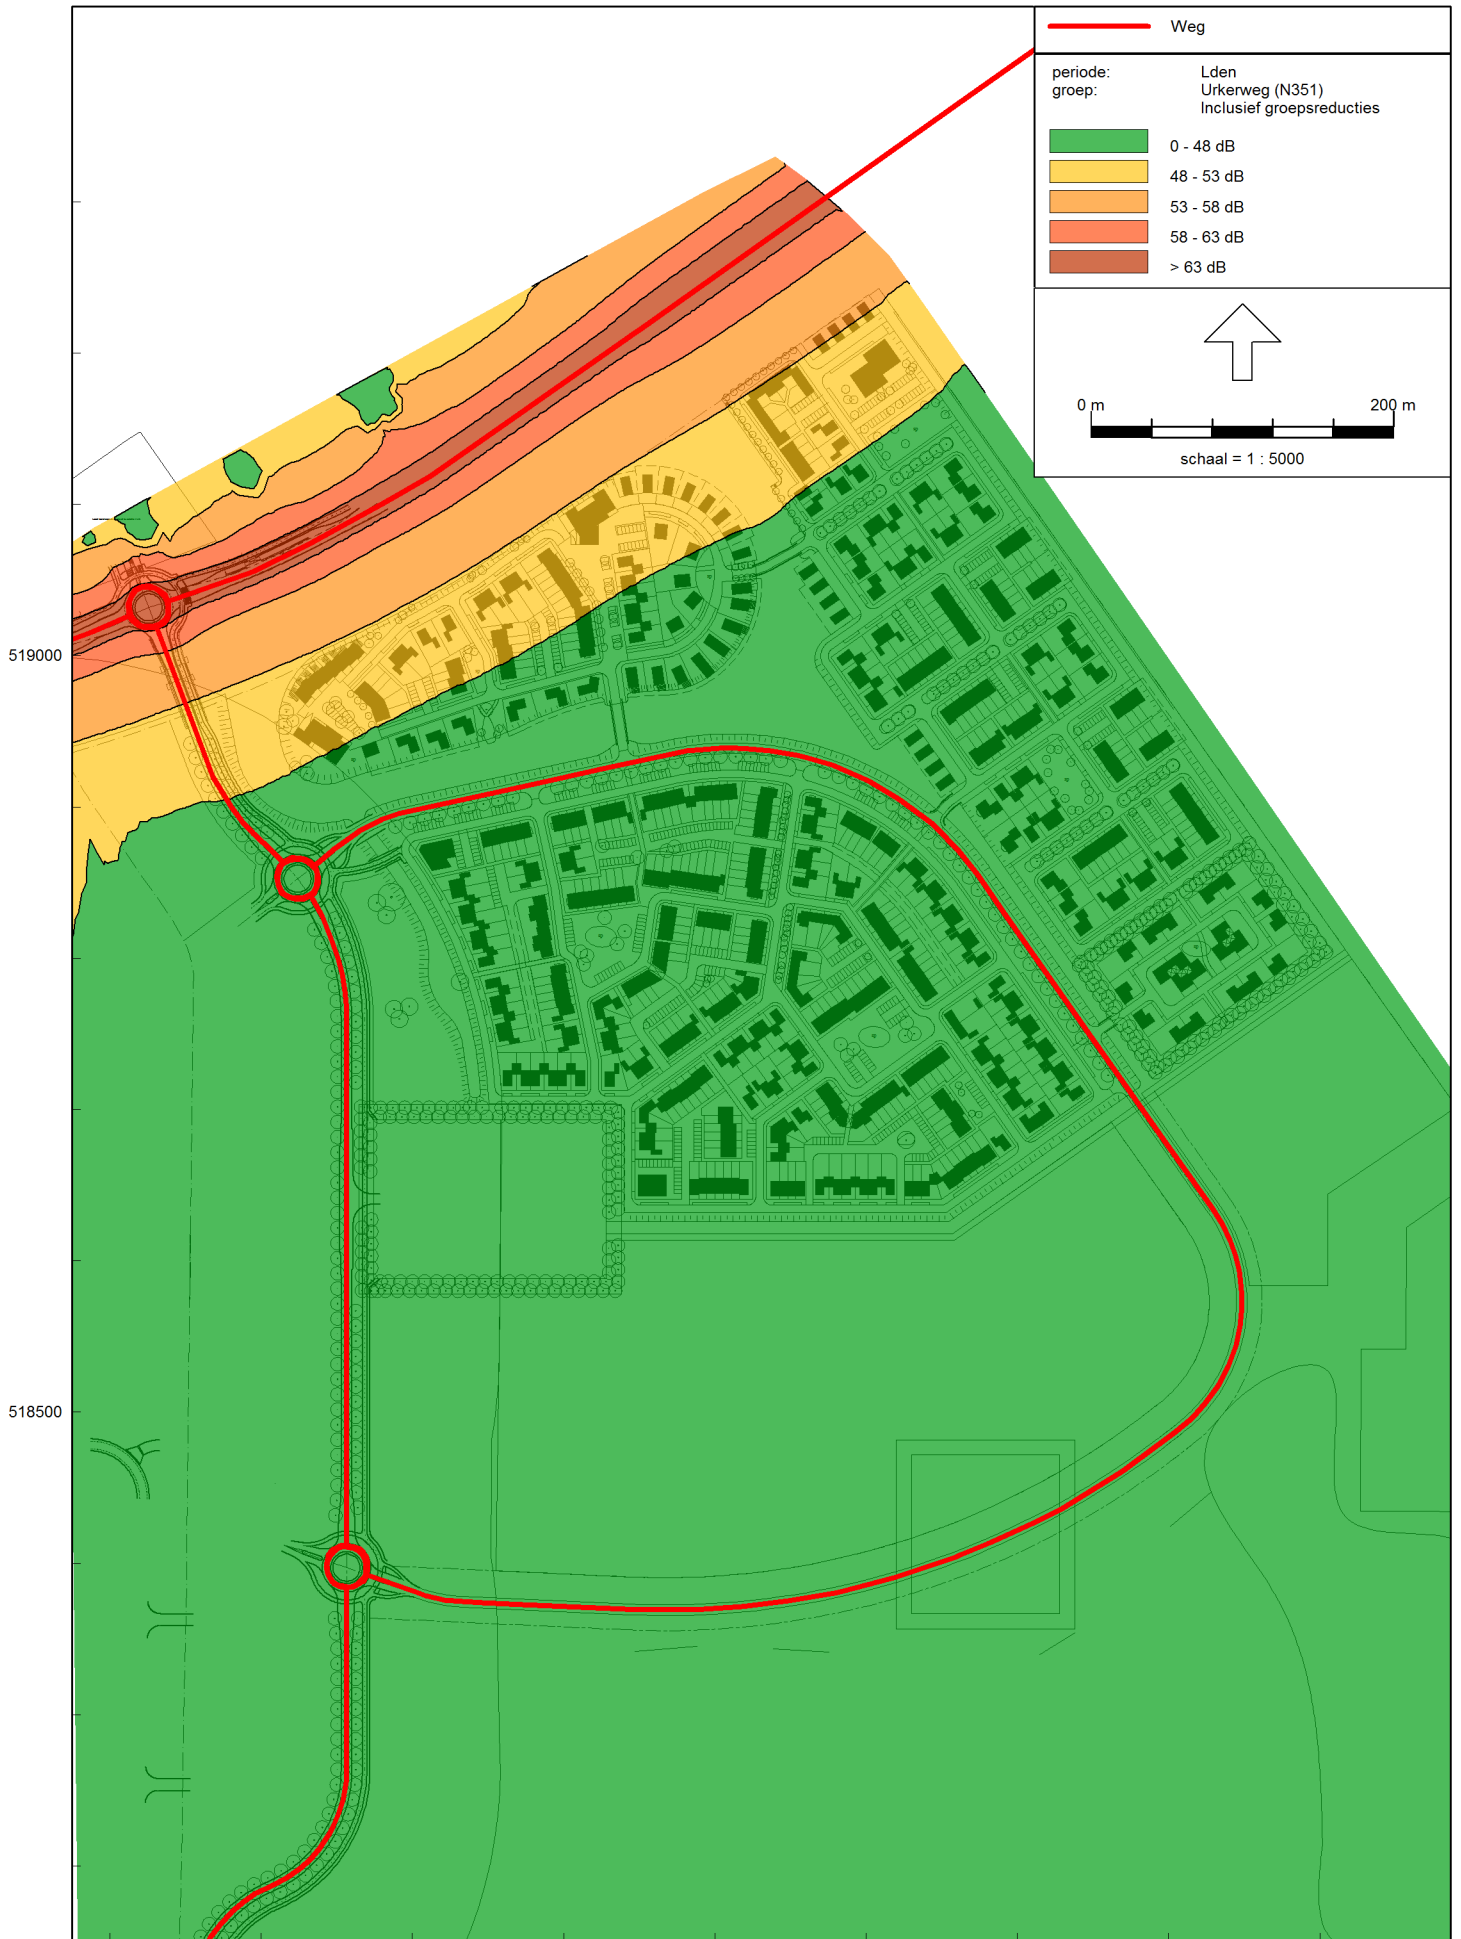 Weg
periode: Lden
groep: Urkerweg (N351)
Inclusief groepsreducties
0 - 48 dB
48 - 53 dB
53 - 58 dB
58 - 63 dB
> 63 dB
0 m 200 m
schaal = 1 : 5000
519000
518500